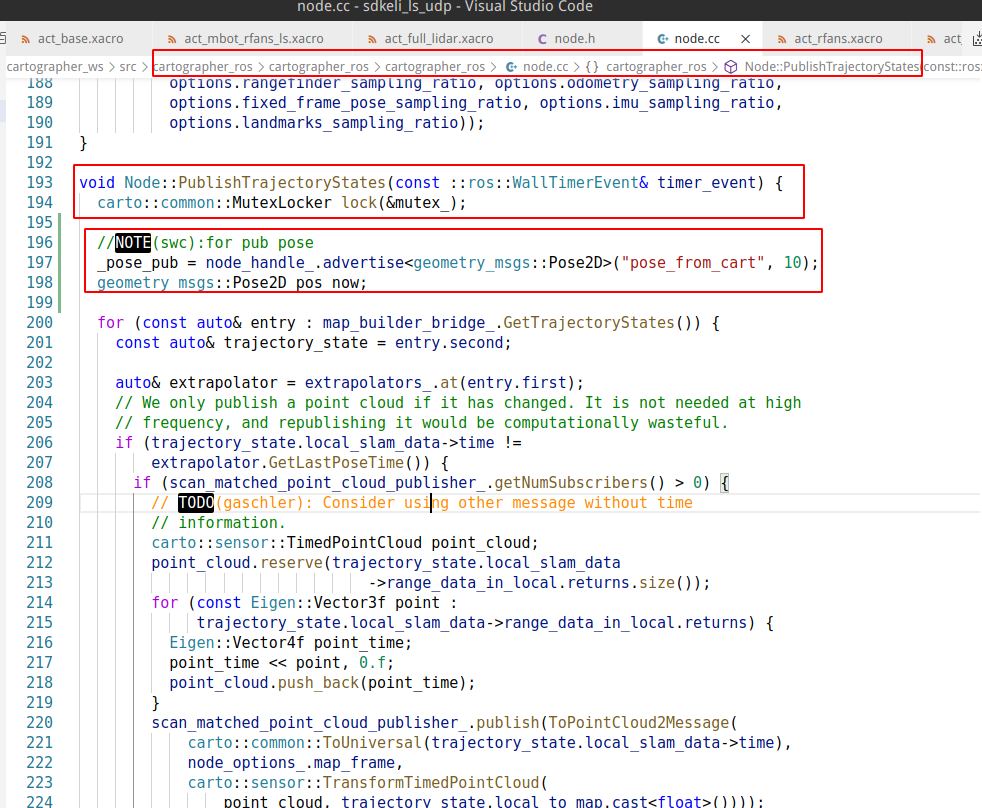 node.cc - sdkeli_ls_udp - Visual Studio Code
act_base.xacro act_mbot_rfans_ls.xacro act_full_lidar.xacro C node.h node.cc × act_rfans.xacro act_
cartographer_ws > src > cartographer_ros > cartographer_ros > cartographer_ros > node.cc > {} cartographer_ros > Node::PublishTrajectoryStates(const::ros:
188 options.rangefinder_sampling_ratio, options.odometry_sampling_ratio,
189 options.fixed_frame_pose_sampling_ratio, options.imu_sampling_ratio,
190 options.landmarks_sampling_ratio));
191 }
192
193 void Node::PublishTrajectoryStates(const ::ros::WallTimerEvent& timer_event) {
194 carto::common::MutexLocker lock(&mutex_);
195
196 //NOTE(swc):for pub pose
197 _pose_pub = node_handle_.advertise<geometry_msgs::Pose2D>("pose_from_cart", 10);
198 geometry_msgs::Pose2D pos_now;
199
200 for (const auto& entry : map_builder_bridge_.GetTrajectoryStates()) {
201 const auto& trajectory_state = entry.second;
202
203 auto& extrapolator = extrapolators_.at(entry.first);
204 // We only publish a point cloud if it has changed. It is not needed at high
205 // frequency, and republishing it would be computationally wasteful.
206 if (trajectory_state.local_slam_data->time !=
207 extrapolator.GetLastPoseTime()) {
208 if (scan_matched_point_cloud_publisher_.getNumSubscribers() > 0) {
209 // TODO(gaschler): Consider using other message without time
210 // information.
211 carto::sensor::TimedPointCloud point_cloud;
212 point_cloud.reserve(trajectory_state.local_slam_data
213 ->range_data_in_local.returns.size());
214 for (const Eigen::Vector3f point :
215 trajectory_state.local_slam_data->range_data_in_local.returns) {
216 Eigen::Vector4f point_time;
217 point_time << point, 0.f;
218 point_cloud.push_back(point_time);
219 }
220 scan_matched_point_cloud_publisher_.publish(ToPointCloud2Message(
221 carto::common::ToUniversal(trajectory_state.local_slam_data->time),
222 node_options_.map_frame,
223 carto::sensor::TransformTimedPointCloud(
224 point_cloud, trajectory_state.local_to_map.cast<float>())));